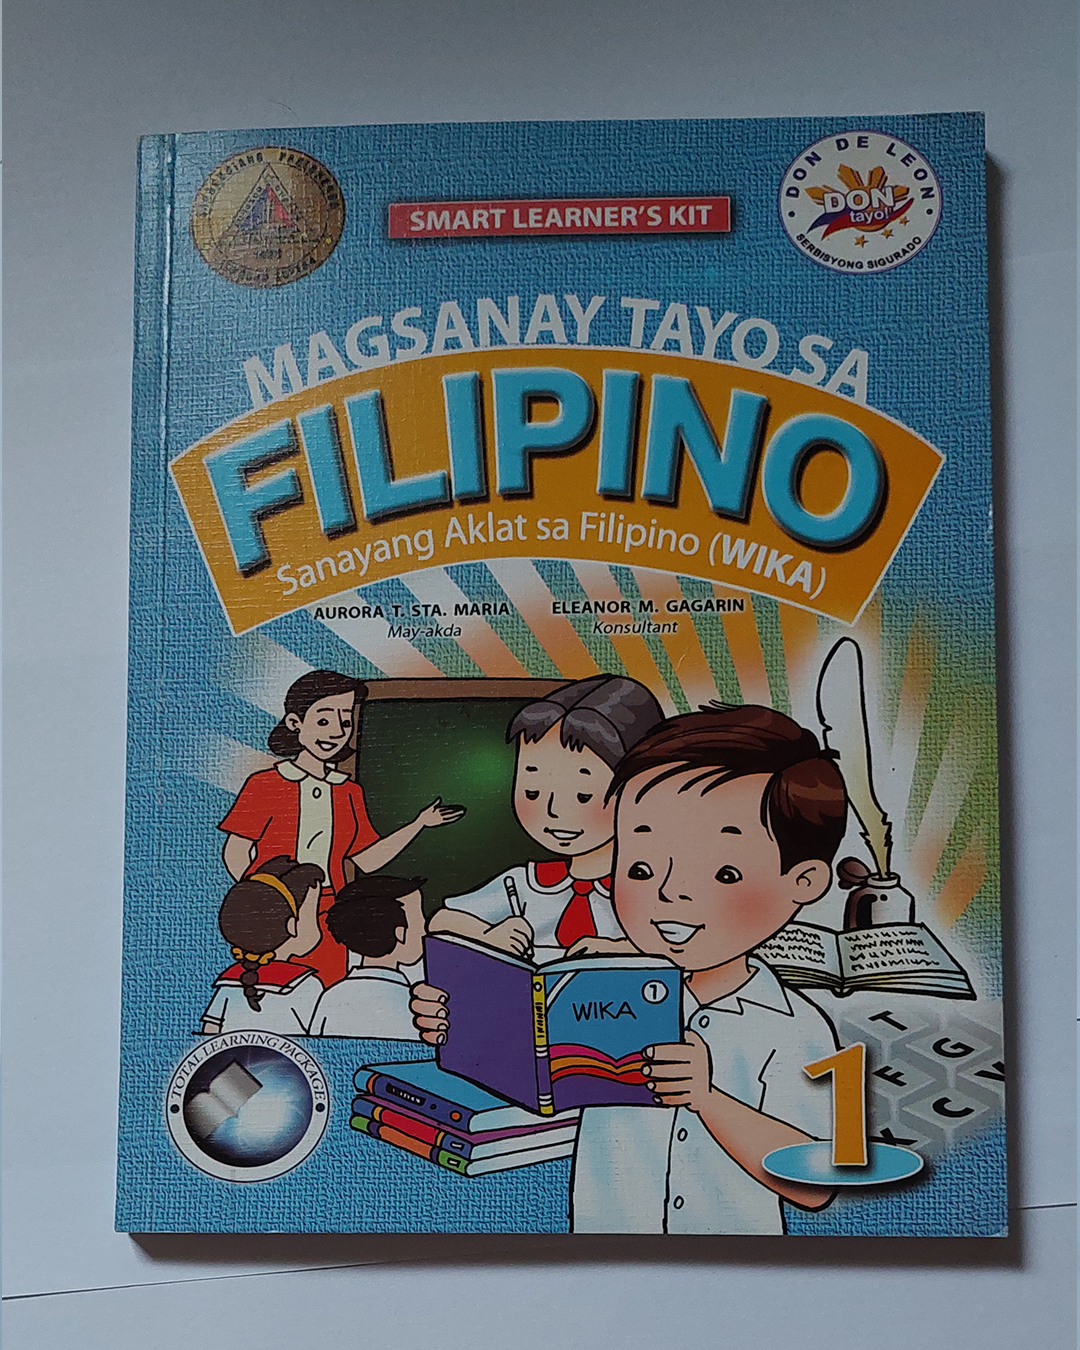 SMART LEARNER'S KIT
DON DE LEON
DON
tayo!
SERBISYONG SIGURADO
MAGSANAY TAYO SA
FILIPINO
Sanayang Aklat sa Filipino (WIKA)
AURORA T. STA. MARIA
May-akda
ELEANOR M. GAGARIN
Konsultant
WIKA
1
TOTAL LEARNING PACKAGE
T
G
F
C
V
K
1